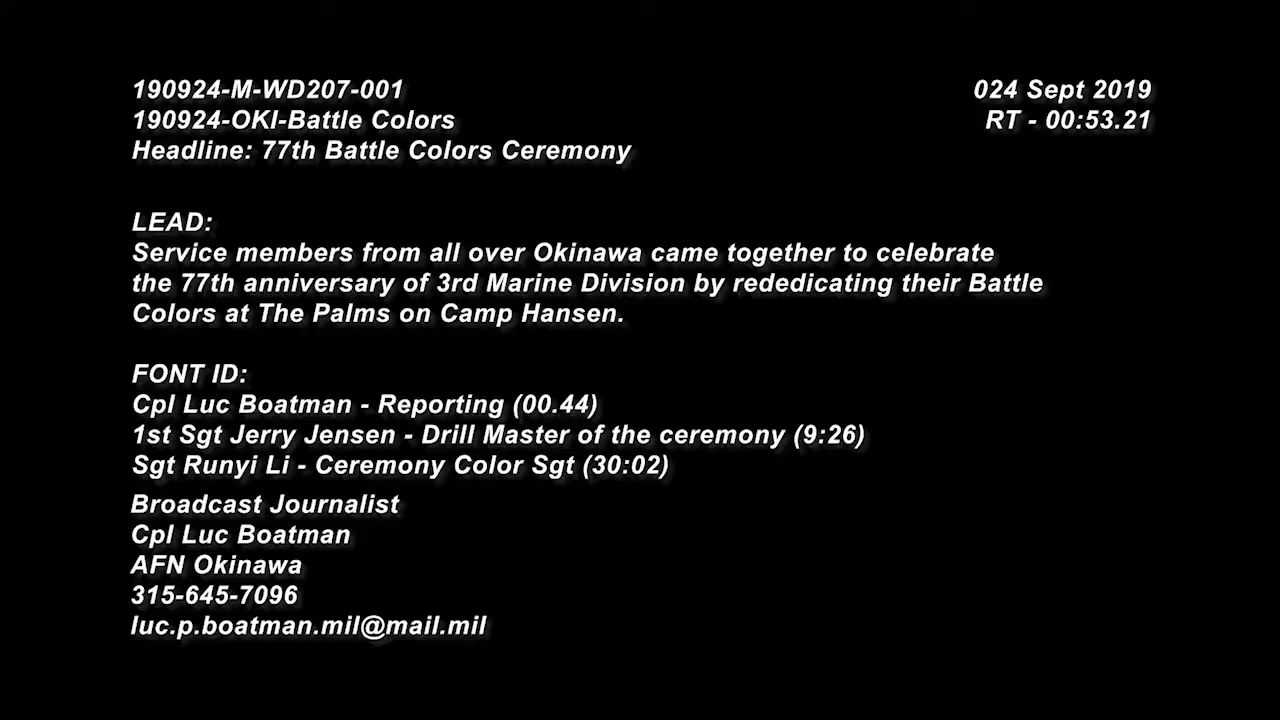 190924-M-WD207-001
024 Sept 2019
190924-OKI-Battle Colors
RT - 00:53.21
Headline: 77th Battle Colors Ceremony
LEAD:
Service members from all over Okinawa came together to celebrate
the 77th anniversary of 3rd Marine Division by rededicating their Battle
Colors at The Palms on Camp Hansen.
FONT ID:
Cpl Luc Boatman - Reporting (00.44)
1st Sgt Jerry Jensen - Drill Master of the ceremony (9:26)
Sgt Runyi Li - Ceremony Color Sgt (30:02)
Broadcast Journalist
Cpl Luc Boatman
AFN Okinawa
315-645-7096
luc.p.boatman.mil@mail.mil